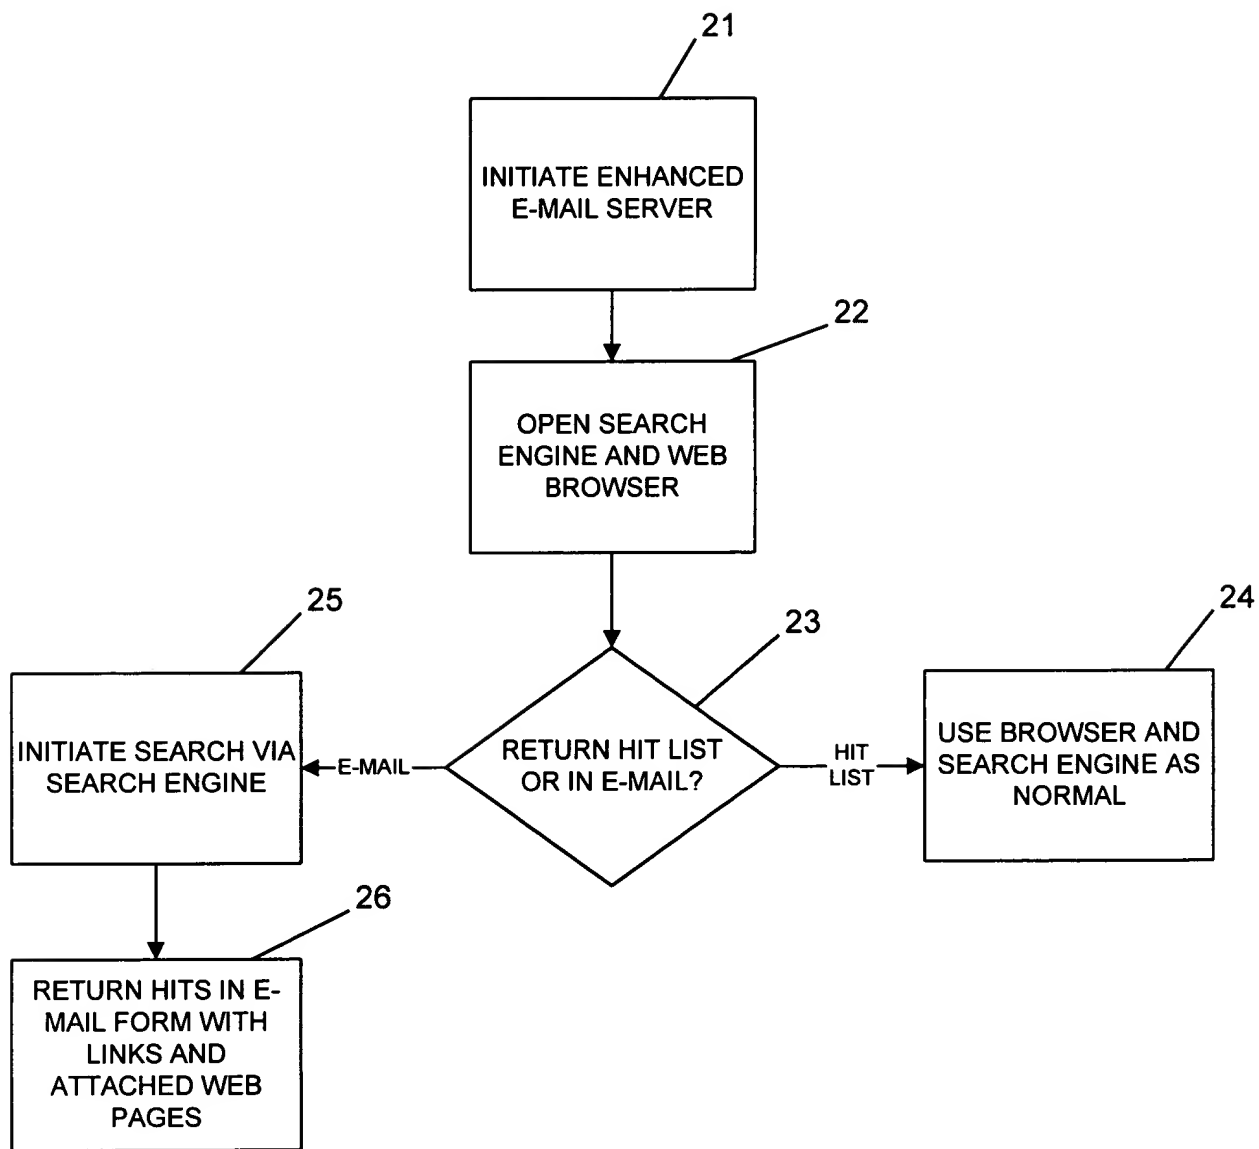 21
INITIATE ENHANCED
E-MAIL SERVER
22
OPEN SEARCH
ENGINE AND WEB
BROWSER
23
RETURN HIT LIST
OR IN E-MAIL?
HIT
LIST
24
USE BROWSER AND
SEARCH ENGINE AS
NORMAL
E-MAIL
25
INITIATE SEARCH VIA
SEARCH ENGINE
26
RETURN HITS IN E-
MAIL FORM WITH
LINKS AND
ATTACHED WEB
PAGES